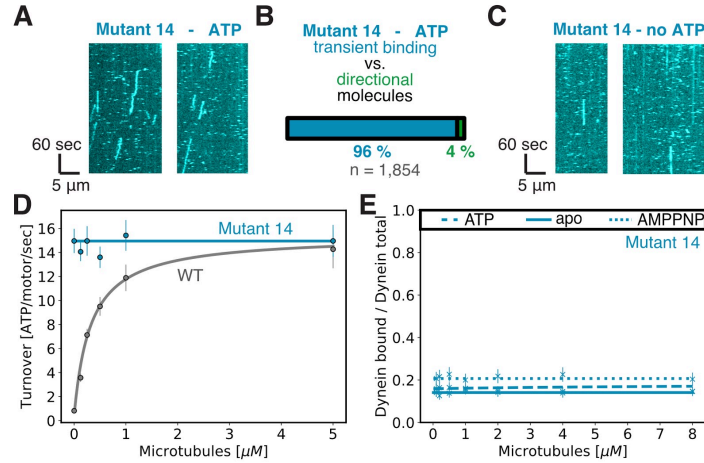 A
Mutant 14 - ATP
60 sec
5 μm
B
Mutant 14 - ATP
transient binding
vs.
directional
molecules
96 %
4 %
n = 1,854
C
Mutant 14 - no ATP
60 sec
5 μm
D
Turnover [ATP/motor/sec]
16
14
12
10
8
6
4
2
0
Mutant 14
WT
0
1
2
3
4
5
Microtubules [μM]
E
Dynein bound / Dynein total
1.0
0.8
0.6
0.4
0.2
0.0
ATP
apo
AMPPNP
Mutant 14
0
1
2
3
4
5
6
7
8
Microtubules [μM]